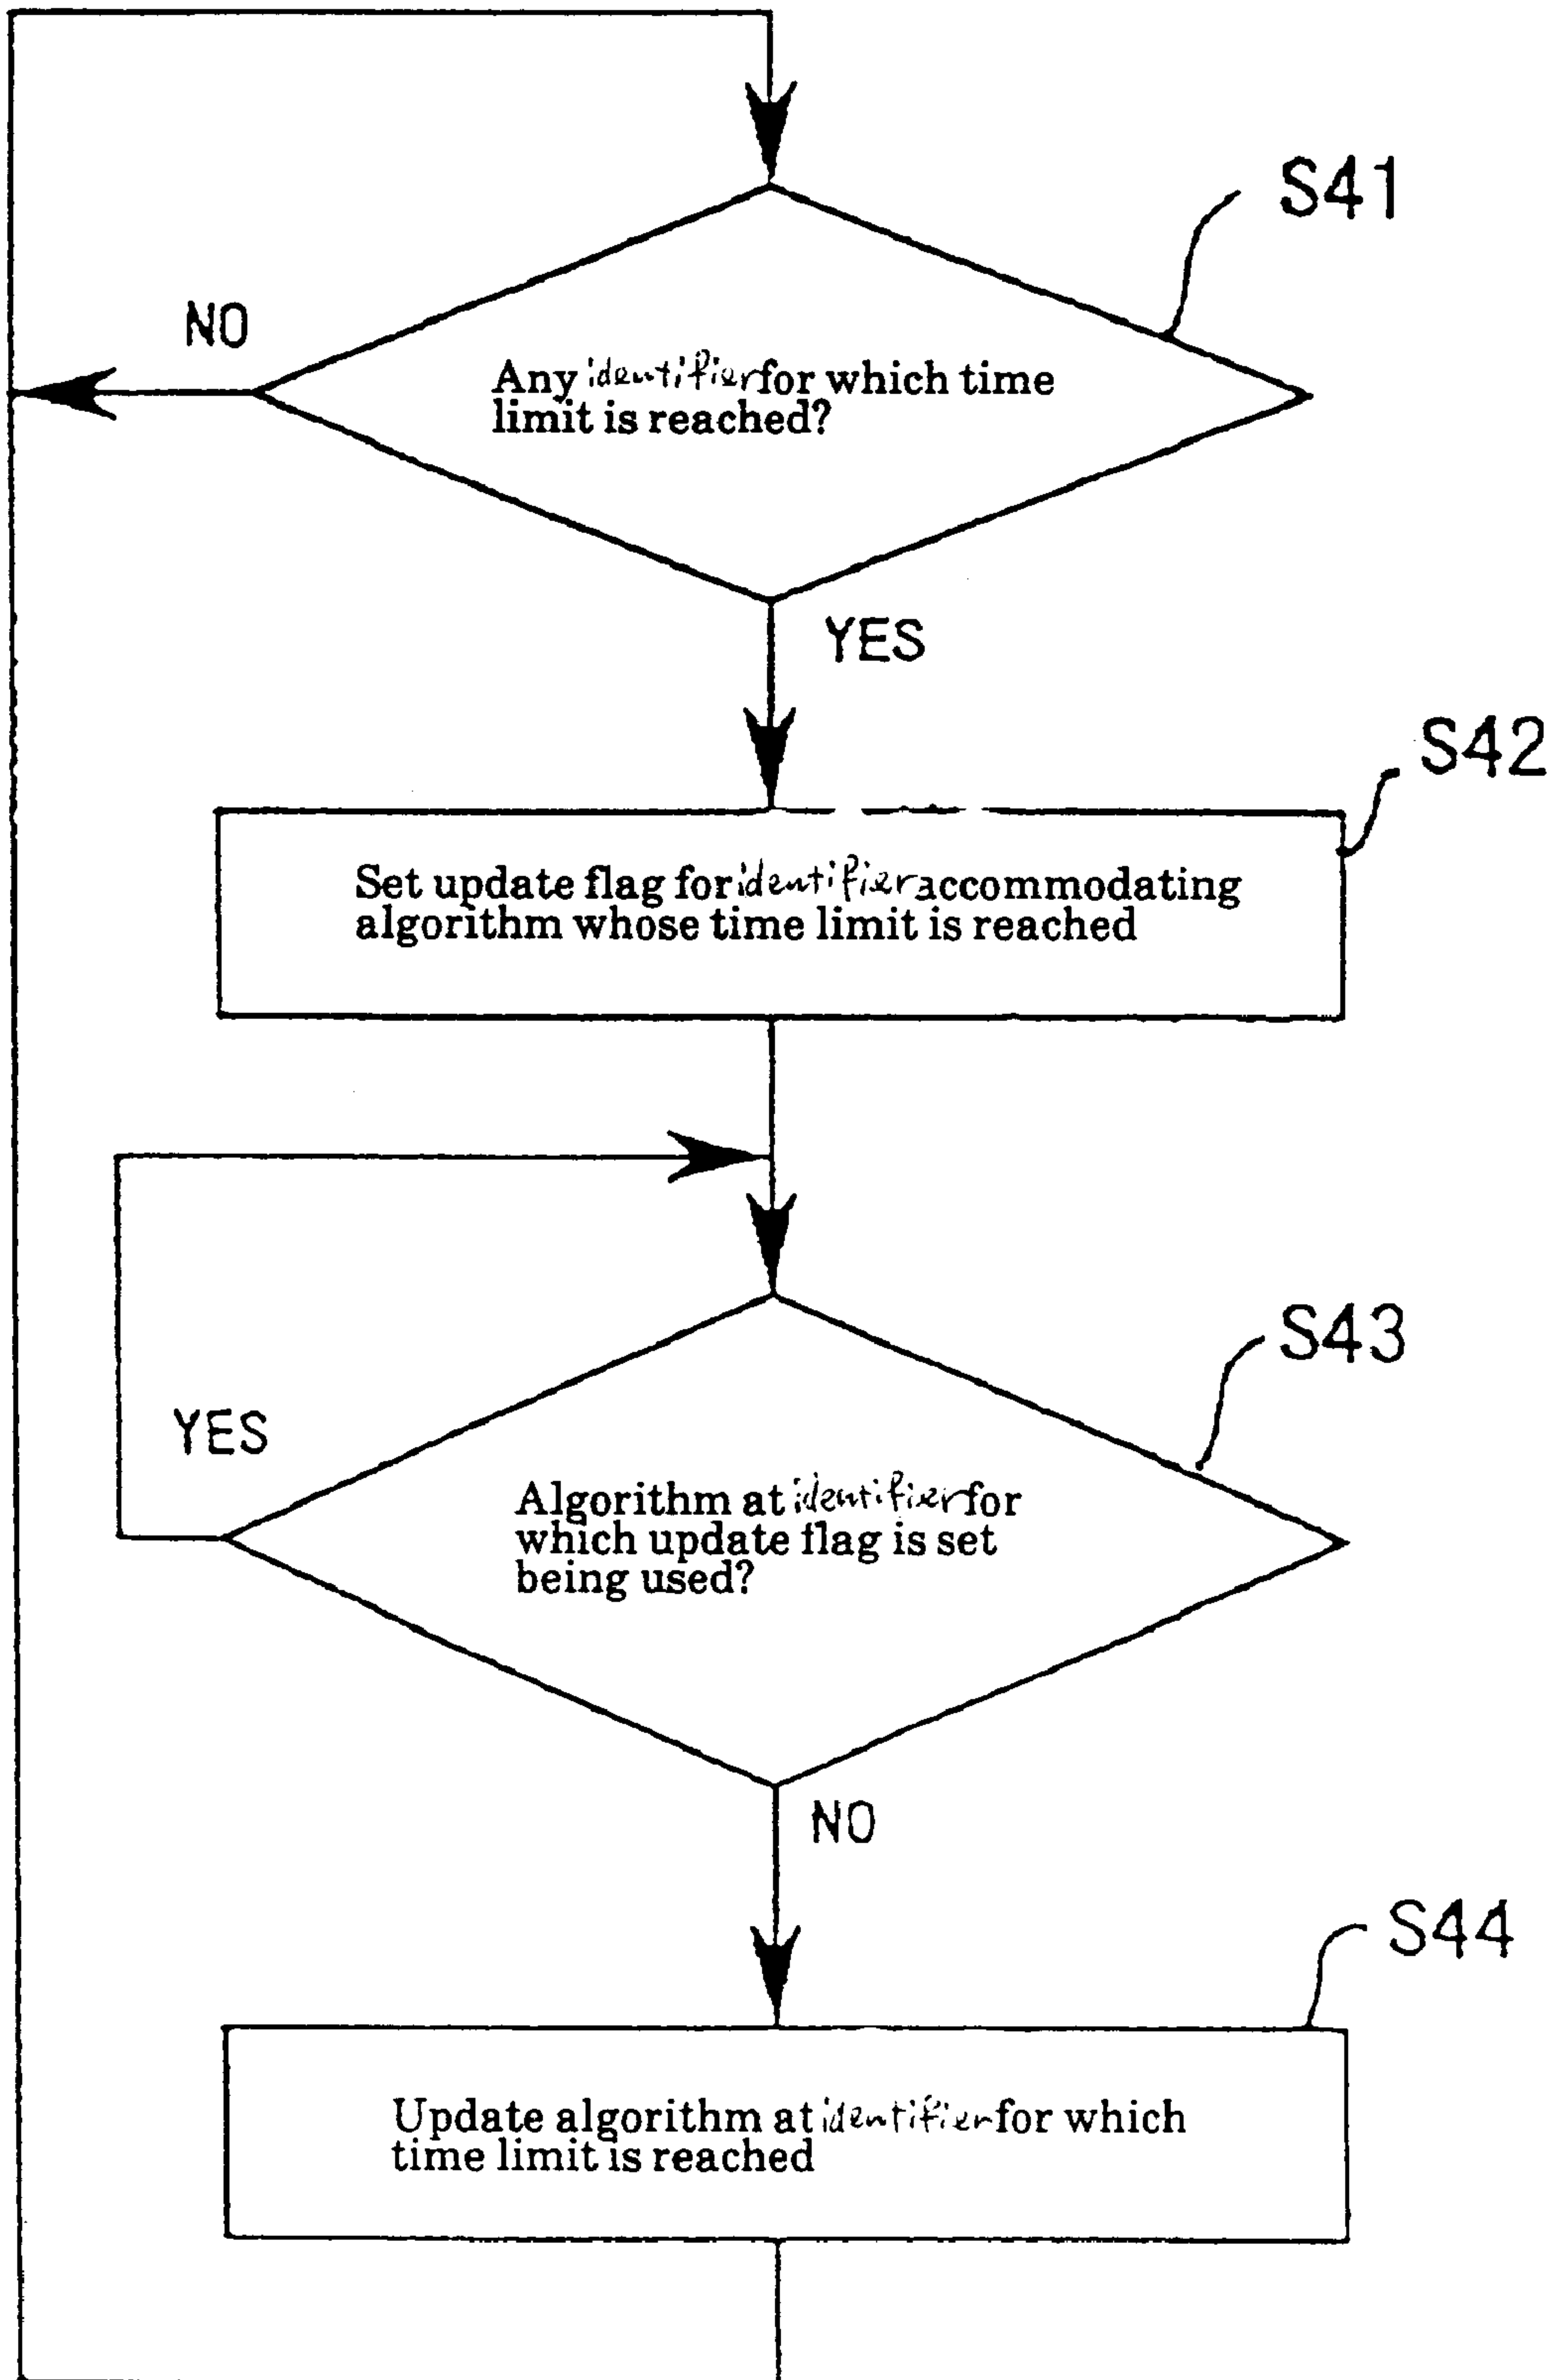 S41
NO
Any identifier for which time
limit is reached?
YES
S42
Set update flag for identifier accommodating
algorithm whose time limit is reached
S43
YES
Algorithm at identifier for
which update flag is set
being used?
NO
S44
Update algorithm at identifier for which
time limit is reached